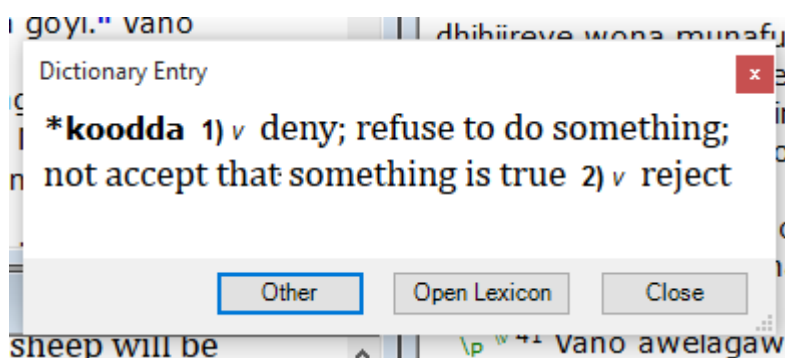 goyi." Vano
dhihiireye wona munafu
Dictionary Entry
x
*koodda 1) v deny; refuse to do something;
not accept that something is true 2) v reject
Other
Open Lexicon
Close
sheep will be
\p \v 41 Vano awelagaw